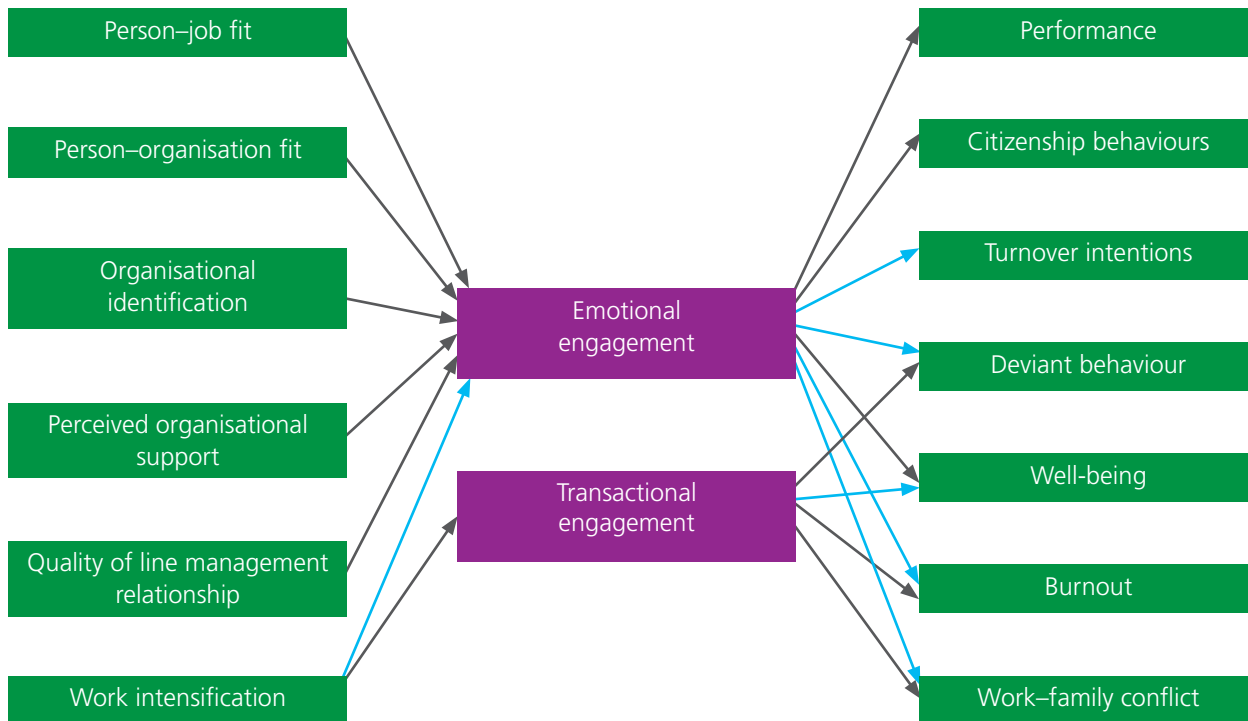 Person–job fit
Person–organisation fit
Organisational
identification
Perceived organisational
support
Quality of line management
relationship
Work intensification
Emotional
engagement
Transactional
engagement
Performance
Citizenship behaviours
Turnover intentions
Deviant behaviour
Well-being
Burnout
Work–family conflict